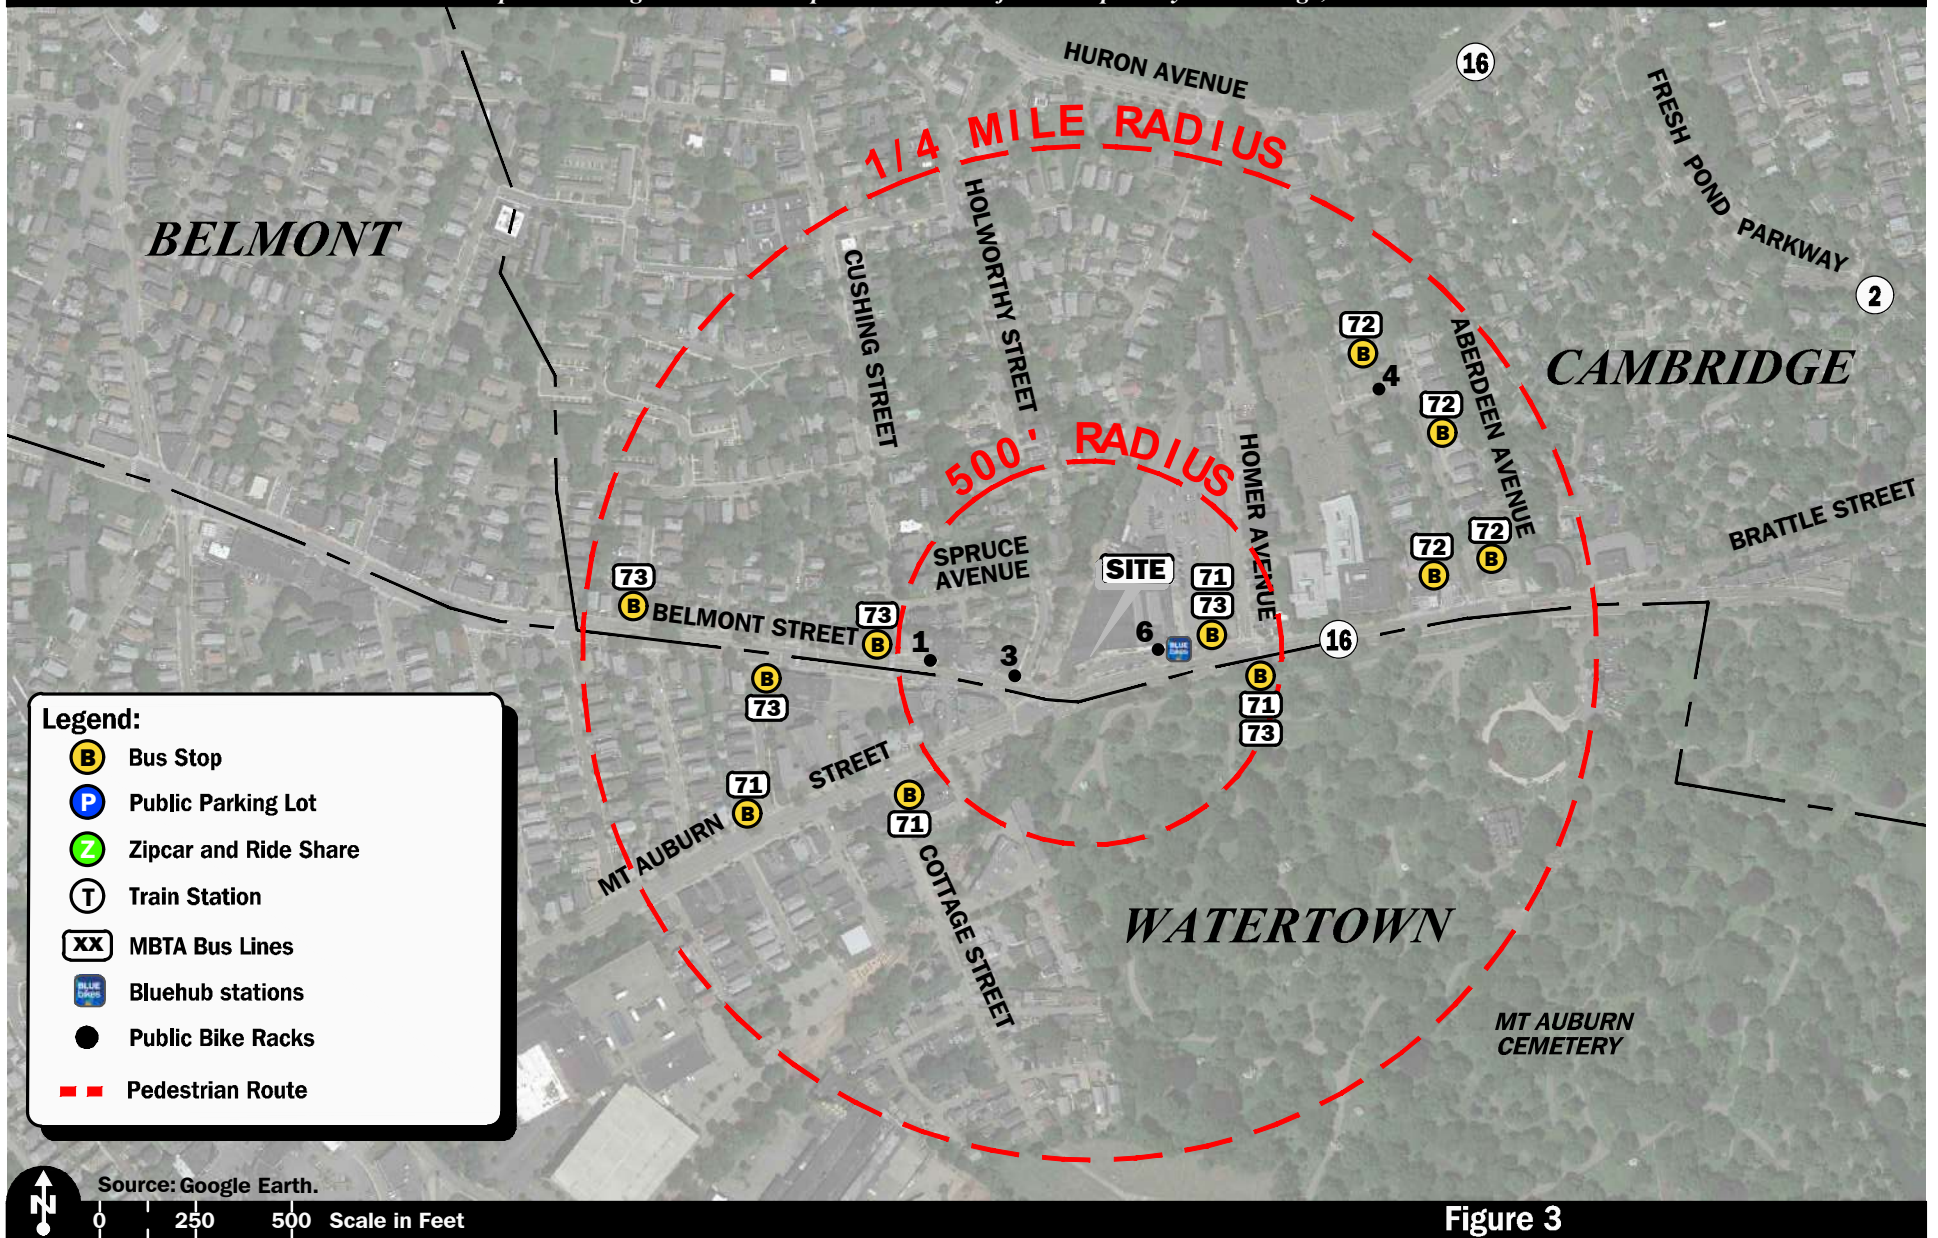 HURON AVENUE
16
FRESH POND PARKWAY
2
1/4 MILE RADIUS
BELMONT
HOLWORTHY STREET
CUSHING STREET
72
B
4
ABERDEEN AVENUE
CAMBRIDGE
72
B
500' RADIUS
HOMER AVENUE
BRATTLE STREET
72
B
72
B
SPRUCE
AVENUE
SITE
71
73
B
73
B
BELMONT STREET
73
B
1
3
6
BLUE
bikes
16
B
73
B
71
73
MT AUBURN STREET
71
B
B
71
COTTAGE STREET
WATERTOWN
MT AUBURN
CEMETERY
Legend:
B Bus Stop
P Public Parking Lot
Z Zipcar and Ride Share
T Train Station
XX MBTA Bus Lines
BLUE
bikes
Bluehub stations
Public Bike Racks
Pedestrian Route
N
Source: Google Earth.
0 250 500 Scale in Feet
Figure 3